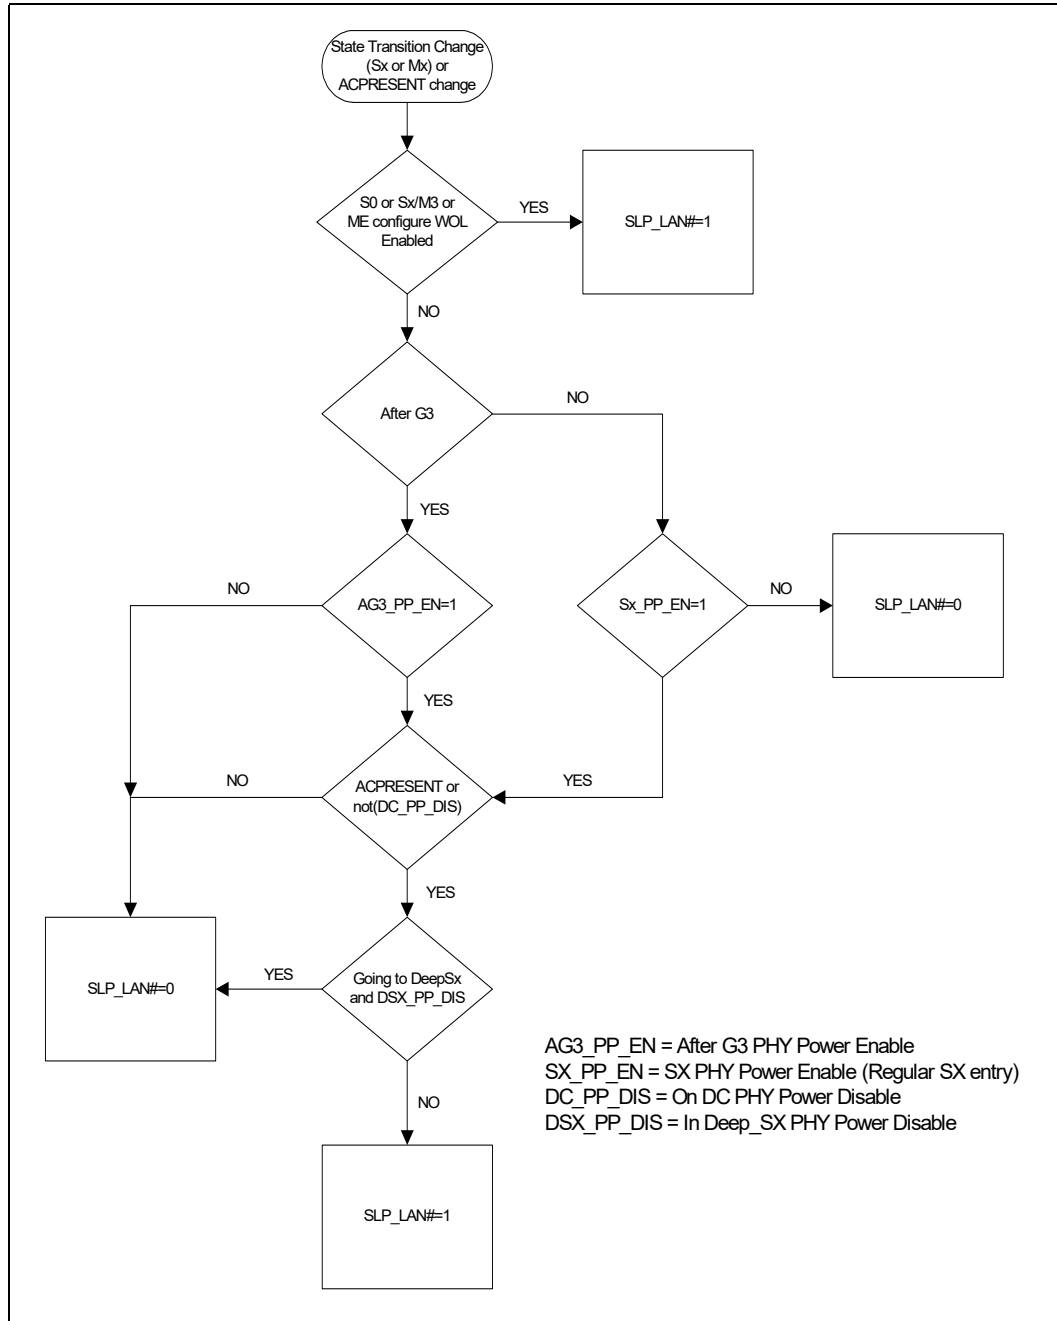 State Transition Change
(Sx or Mx) or
ACPRESENT change
S0 or Sx/M3 or
ME configure WOL
Enabled
YES
SLP_LAN#=1
NO
After G3
NO
YES
NO
AG3_PP_EN=1
Sx_PP_EN=1
NO
SLP_LAN#=0
YES
NO
ACPRESENT or
not(DC_PP_DIS)
YES
YES
SLP_LAN#=0
YES
Going to DeepSx
and DSX_PP_DIS
AG3_PP_EN = After G3 PHY Power Enable
SX_PP_EN = SX PHY Power Enable (Regular SX entry)
DC_PP_DIS = On DC PHY Power Disable
DSX_PP_DIS = In Deep_SX PHY Power Disable
NO
SLP_LAN#=1